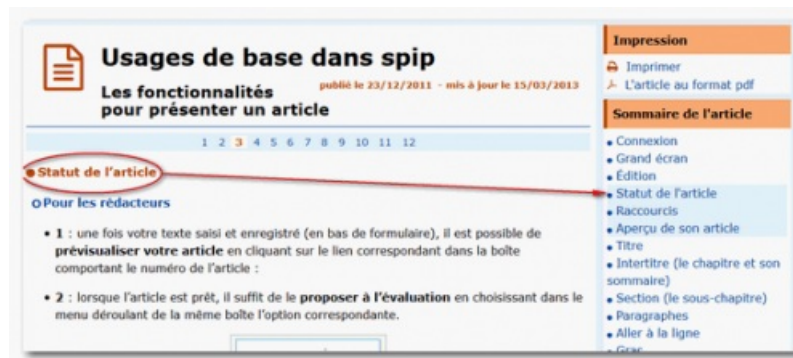 Usages de base dans spip
publié le 23/12/2011 - mis à jour le 15/03/2013
Les fonctionnalités
pour présenter un article
1 2 3 4 5 6 7 8 9 10 11 12
Statut de l'article
Pour les rédacteurs
• 1 : une fois votre texte saisi et enregistré (en bas de formulaire), il est possible de
prévisualiser votre article en cliquant sur le lien correspondant dans la boîte
comportant le numéro de l'article :
• 2 : lorsque l'article est prêt, il suffit de le proposer à l'évaluation en choisissant dans le
menu déroulant de la même boîte l'option correspondante.
Impression
Imprimer
L'article au format pdf
Sommaire de l'article
• Connexion
• Grand écran
• Édition
• Statut de l'article
• Raccourcis
• Aperçu de son article
• Titre
• Intertitre (le chapitre et son
sommaire)
• Section (le sous-chapitre)
• Paragraphes
• Aller à la ligne
• Gras